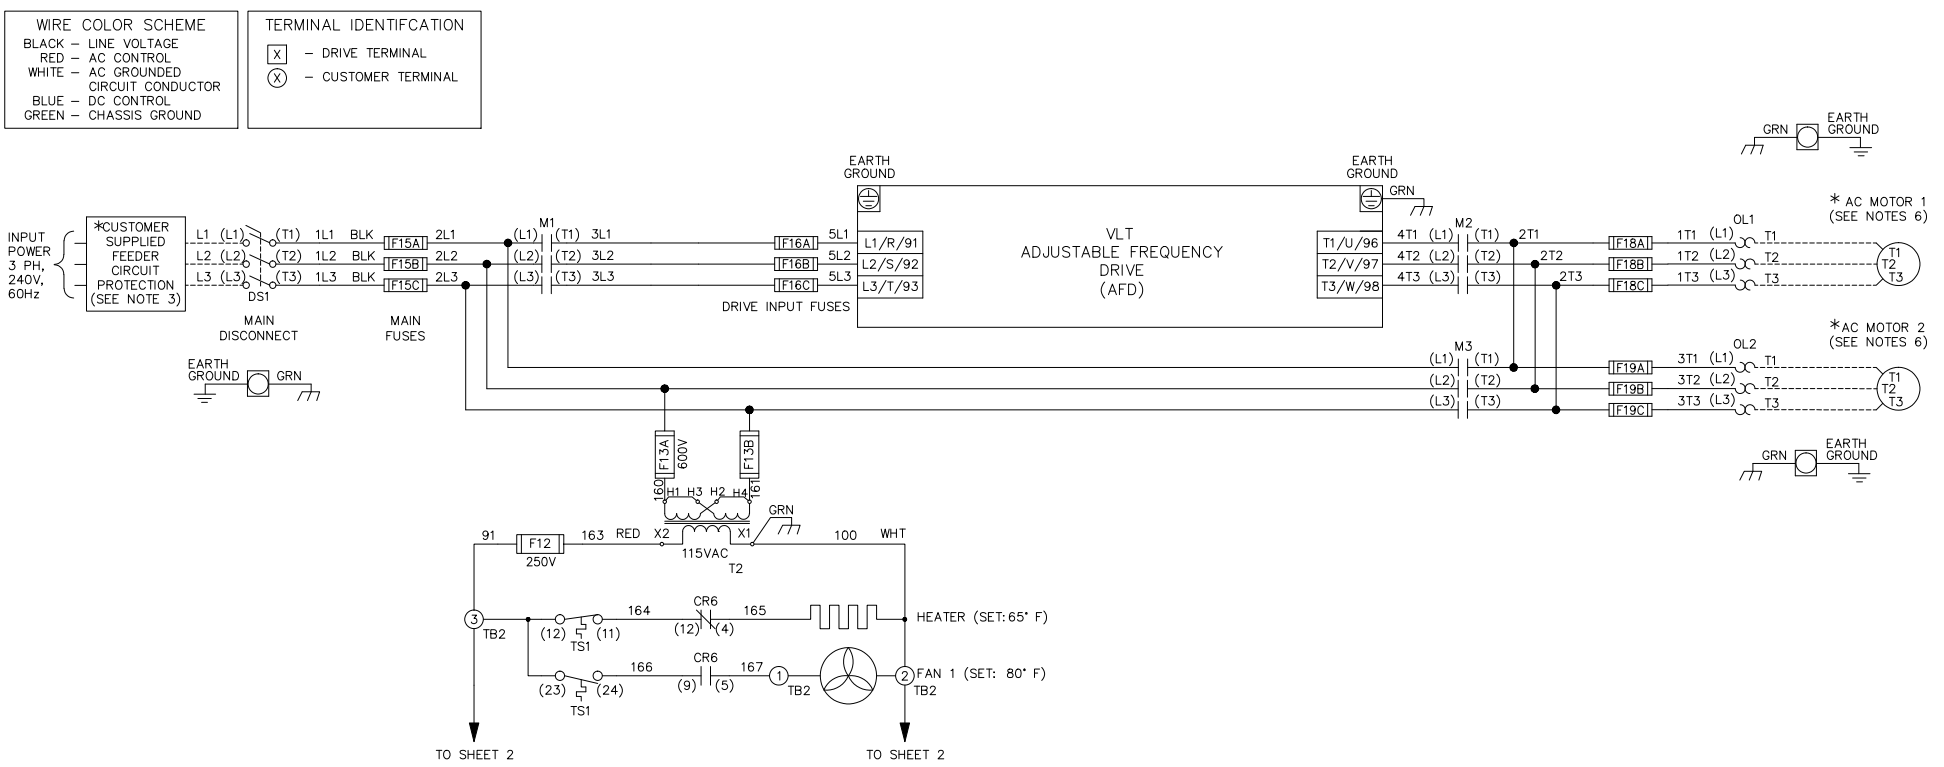 WIRE COLOR SCHEME
BLACK – LINE VOLTAGE
RED – AC CONTROL
WHITE – AC GROUNDED
CIRCUIT CONDUCTOR
BLUE – DC CONTROL
GREEN – CHASSIS GROUND
TERMINAL IDENTIFCATION
X – DRIVE TERMINAL
X – CUSTOMER TERMINAL
GRN
EARTH
GROUND
EARTH
GROUND
EARTH
GROUND
GRN
* AC MOTOR 1
(SEE NOTES 6)
INPUT
POWER
3 PH,
240V,
60Hz
*CUSTOMER
SUPPLIED
FEEDER
CIRCUIT
PROTECTION
(SEE NOTE 3)
M1
VLT
ADJUSTABLE FREQUENCY
DRIVE
(AFD)
M2
OL1
L1 (L1) (T1) 1L1 BLK F15A 2L1 (L1) (T1) 3L1 F16A 5L1 L1/R/91 T1/U/96 4T1 (L1) (T1) 2T1 F18A 1T1 (L1) T1
L2 (L2) (T2) 1L2 BLK F15B 2L2 (L2) (T2) 3L2 F16B 5L2 L2/S/92 T2/V/97 4T2 (L2) (T2) 2T2 F18B 1T2 (L2) T2
L3 (L3) (T3) 1L3 BLK F15C 2L3 (L3) (T3) 3L3 F16C 5L3 L3/T/93 T3/W/98 4T3 (L3) (T3) 2T3 F18C 1T3 (L3) T3
T1
T2
T3
DS1
MAIN
DISCONNECT
MAIN
FUSES
DRIVE INPUT FUSES
*AC MOTOR 2
(SEE NOTES 6)
M3
OL2
(L1) (T1) F19A 3T1 (L1) T1
(L2) (T2) F19B 3T2 (L2) T2
(L3) (T3) F19C 3T3 (L3) T3
T1
T2
T3
EARTH
GROUND
GRN
F13A
600V
F13B
GRN
EARTH
GROUND
160
H1 H3 H2 H4
161
GRN
91 F12 163 RED X2 X1 100 WHT
250V
115VAC
T2
CR6
3 164 165 HEATER (SET:65° F)
TB2 (12) (11) (12) (4)
TS1
CR6
166 167 1 2 FAN 1 (SET: 80° F)
(23) (24) (9) (5) TB2 TB2
TS1
TO SHEET 2
TO SHEET 2